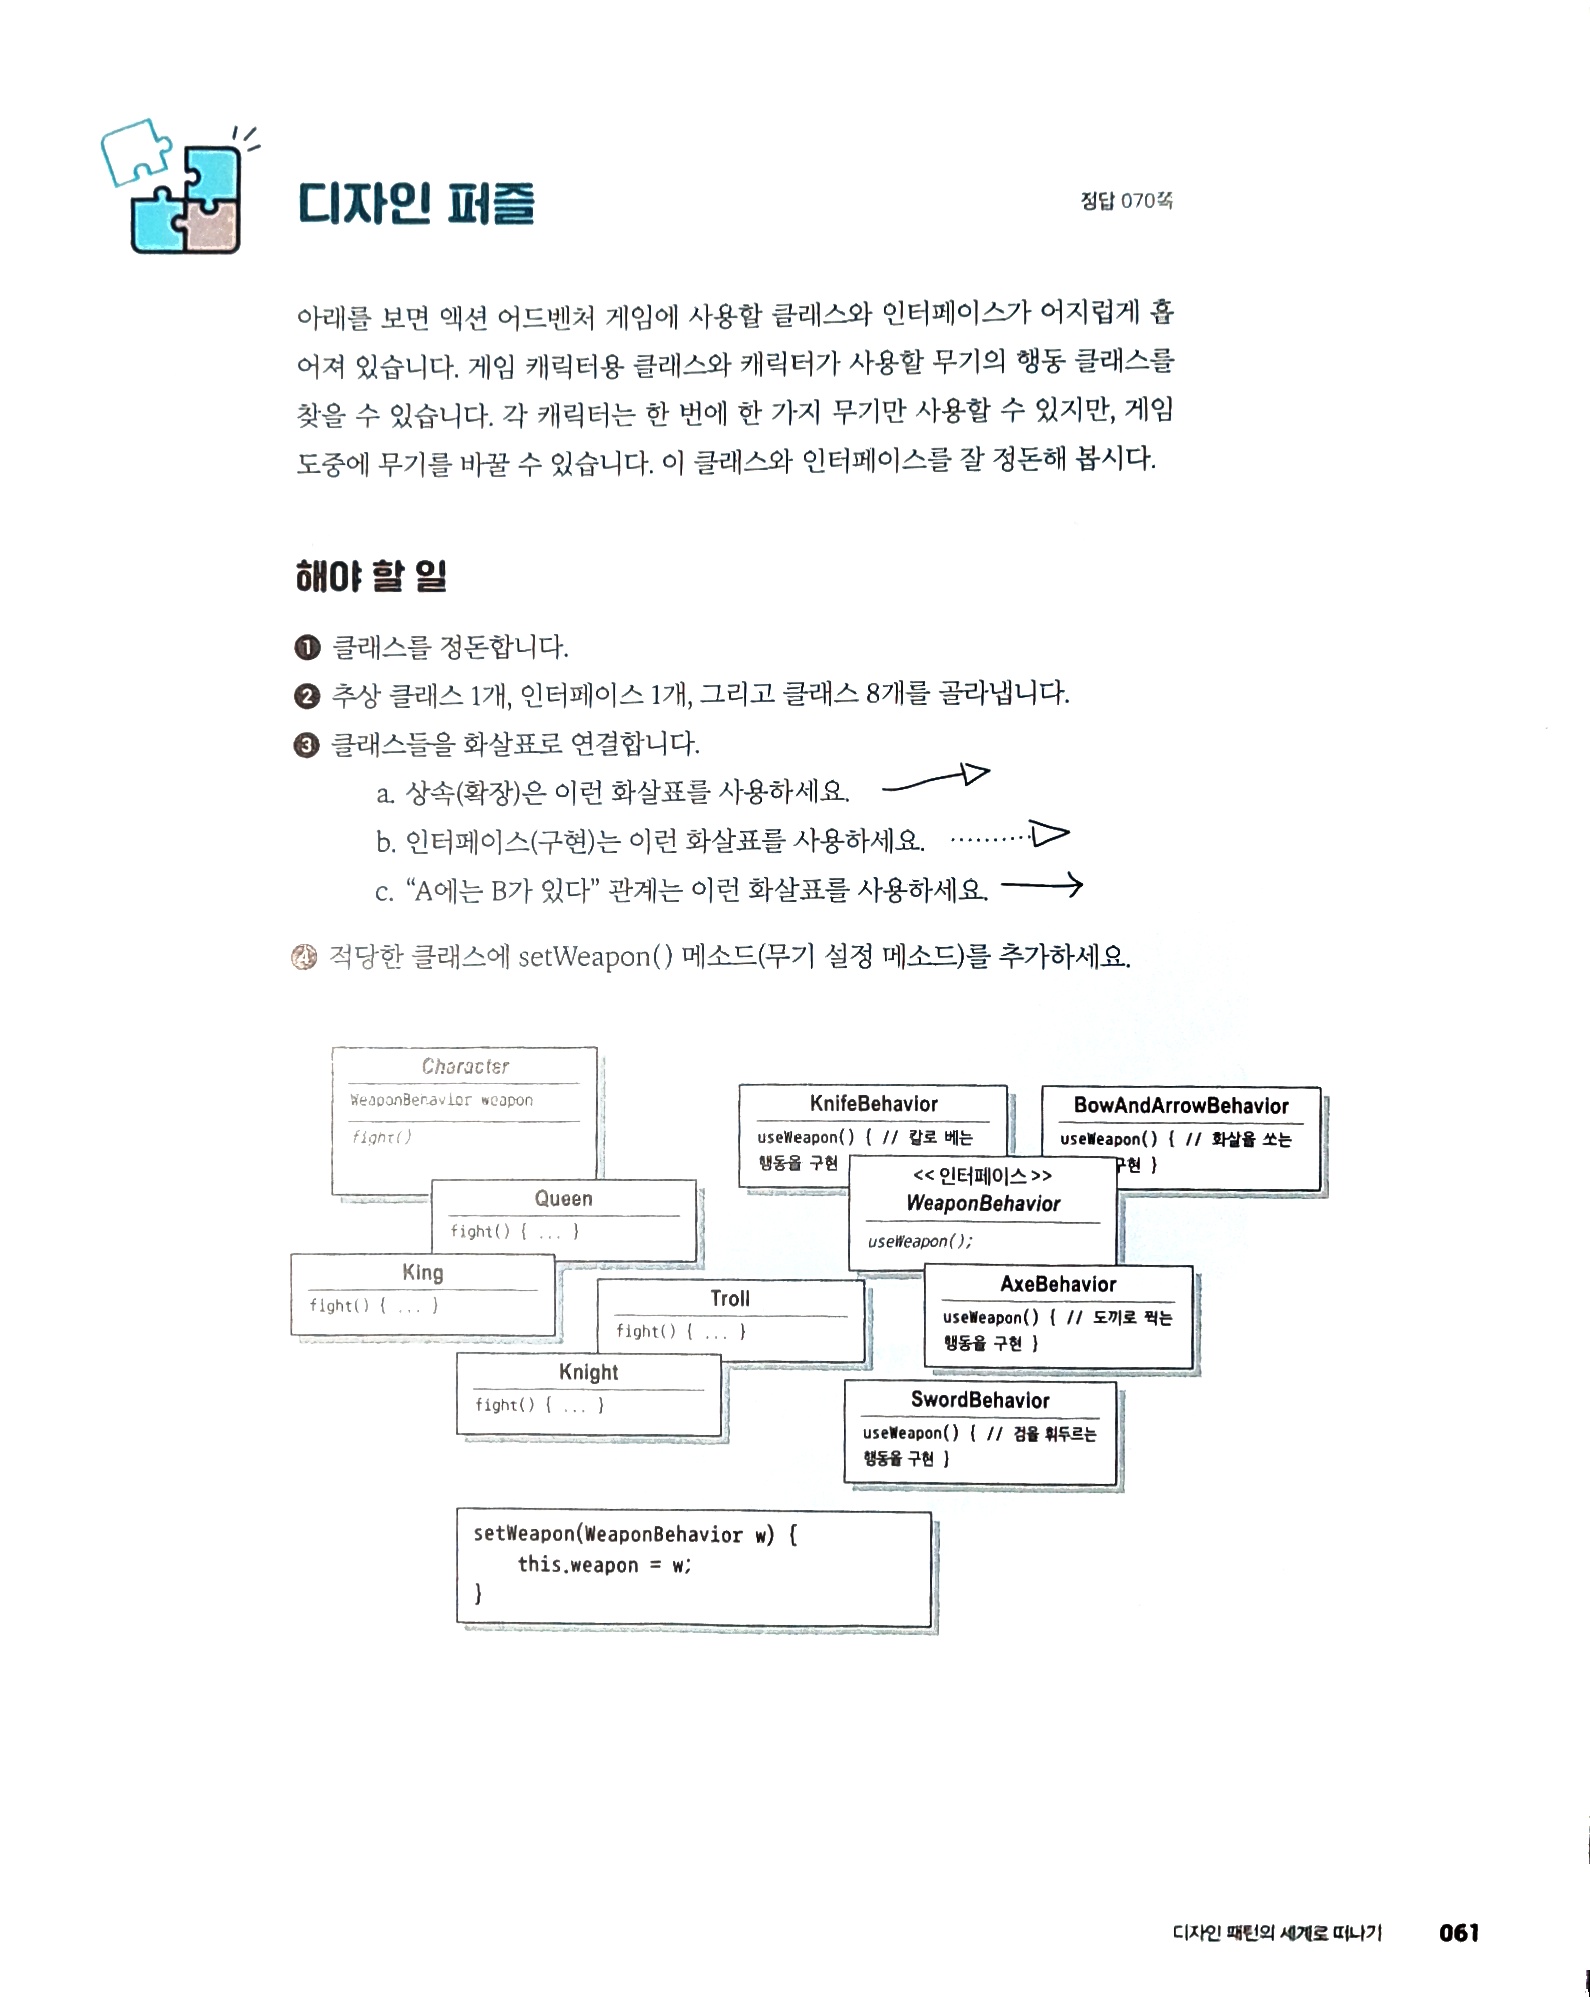 디자인 퍼즐
정답 070쪽
아래를 보면 액션 어드벤처 게임에 사용할 클래스와 인터페이스가 어지럽게 흩
어져 있습니다. 게임 캐릭터용 클래스와 캐릭터가 사용할 무기의 행동 클래스를
찾을 수 있습니다. 각 캐릭터는 한 번에 한 가지 무기만 사용할 수 있지만, 게임
도중에 무기를 바꿀 수 있습니다. 이 클래스와 인터페이스를 잘 정돈해 봅시다.
해야 할 일
❶ 클래스를 정돈합니다.
❷ 추상 클래스 1개, 인터페이스 1개, 그리고 클래스 8개를 골라냅니다.
❸ 클래스들을 화살표로 연결합니다.
a. 상속(확장)은 이런 화살표를 사용하세요.
b. 인터페이스(구현)는 이런 화살표를 사용하세요.
c. “A에는 B가 있다” 관계는 이런 화살표를 사용하세요.
❹ 적당한 클래스에 setWeapon() 메소드(무기 설정 메소드)를 추가하세요.
Character
WeaponBehavior weapon
fight()
Queen
fight() { ... }
King
fight() { ... }
Troll
fight() { ... }
Knight
fight() { ... }
KnifeBehavior
useWeapon() { // 칼로 베는
행동을 구현
BowAndArrowBehavior
useWeapon() { // 화살을 쏘는
구현 }
<< 인터페이스 >>
WeaponBehavior
useWeapon();
AxeBehavior
useWeapon() { // 도끼로 찍는
행동을 구현 }
SwordBehavior
useWeapon() { // 검을 휘두르는
행동을 구현 }
setWeapon(WeaponBehavior w) {
this.weapon = w;
}
디자인 패턴의 세계로 떠나기 061